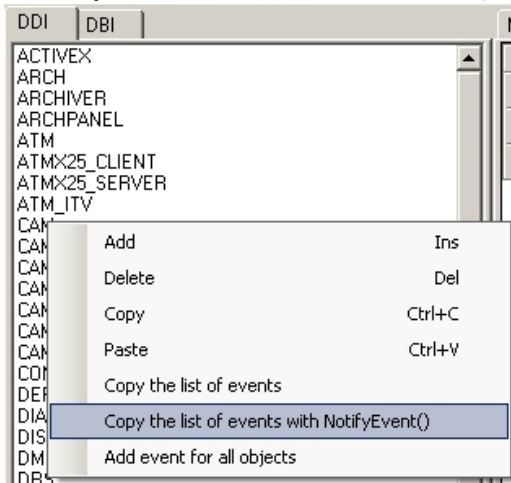 DDI DBI
ACTIVEX
ARCH
ARCHIVER
ARCHPANEL
ATM
ATMX25_CLIENT
ATMX25_SERVER
ATM_ITV
CAM
Add Ins
Delete Del
Copy Ctrl+C
Paste Ctrl+V
Copy the list of events
Copy the list of events with NotifyEvent()
Add event for all objects